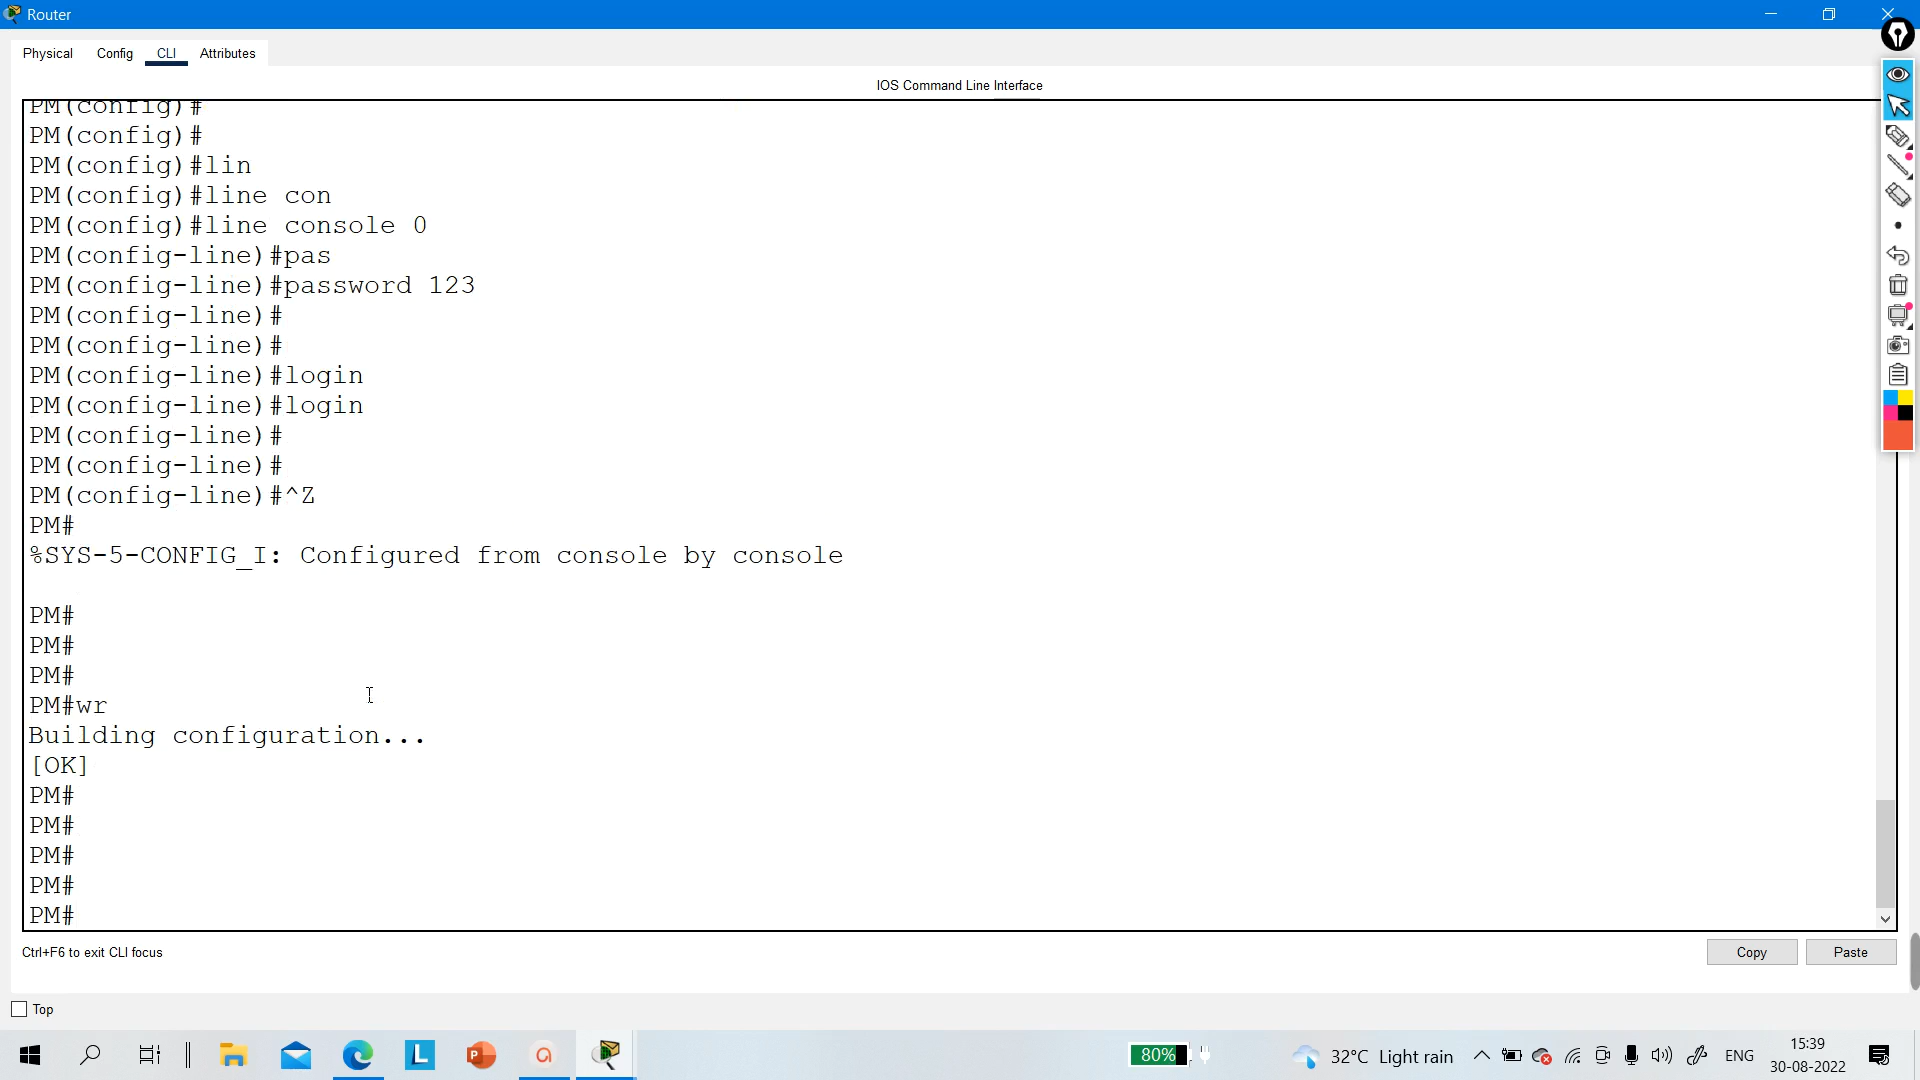 Router
Physical Config CLI Attributes
IOS Command Line Interface
PM(config)#
PM(config)#
PM(config)#lin
PM(config)#line con
PM(config)#line console 0
PM(config-line)#pas
PM(config-line)#password 123
PM(config-line)#
PM(config-line)#
PM(config-line)#login
PM(config-line)#login
PM(config-line)#
PM(config-line)#
PM(config-line)#^Z
PM#
%SYS-5-CONFIG_I: Configured from console by console
PM#
PM#
PM#
PM#wr
Building configuration...
[OK]
PM#
PM#
PM#
PM#
PM#
Ctrl+F6 to exit CLI focus
Copy Paste
Top
L P a 80% 32°C Light rain ENG 15:39
30-08-2022